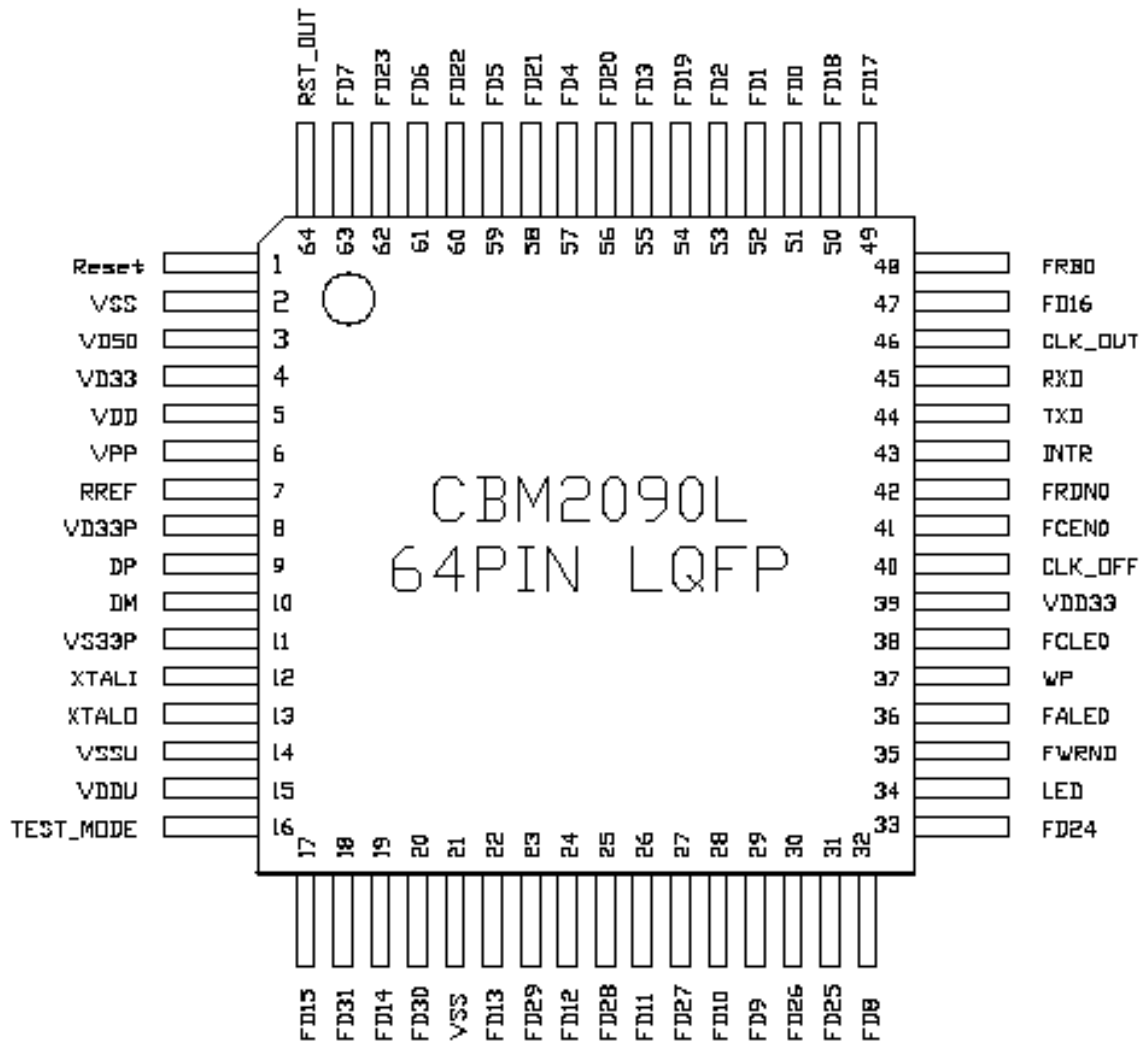 RST_OUT FD7 FD23 FD6 FD22 FD5 FD21 FD4 FD20 FD3 FD19 FD2 FD1 FD0 FD18 FD17
64 63 62 61 60 59 58 57 56 55 54 53 52 51 50 49
Reset 1 48 FRB0
VSS 2 47 FD16
VD50 3 46 CLK_OUT
VD33 4 45 RXD
VDD 5 44 TXD
VPP 6 43 INTR
RREF 7 42 FRDN0
VD33P 8 41 FCEN0
DP 9 40 CLK_OFF
DM 10 39 VDD33
VS33P 11 38 FCLE0
XTALI 12 37 WP
XTALO 13 36 FALE0
VSSU 14 35 FWRN0
VDDU 15 34 LED
TEST_MODE 16 33 FD24
CBM2090L
64PIN LQFP
17 18 19 20 21 22 23 24 25 26 27 28 29 30 31 32
FD15 FD31 FD14 FD30 VSS FD13 FD29 FD12 FD28 FD11 FD27 FD10 FD9 FD26 FD25 FD8